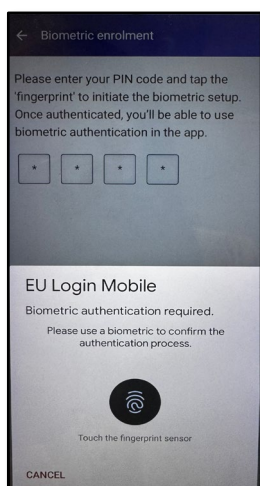 Biometric enrolment
Please enter your PIN code and tap the
'fingerprint' to initiate the biometric setup.
Once authenticated, you'll be able to use
biometric authentication in the app.
* * * *
EU Login Mobile
Biometric authentication required.
Please use a biometric to confirm the
authentication process.
Touch the fingerprint sensor
CANCEL